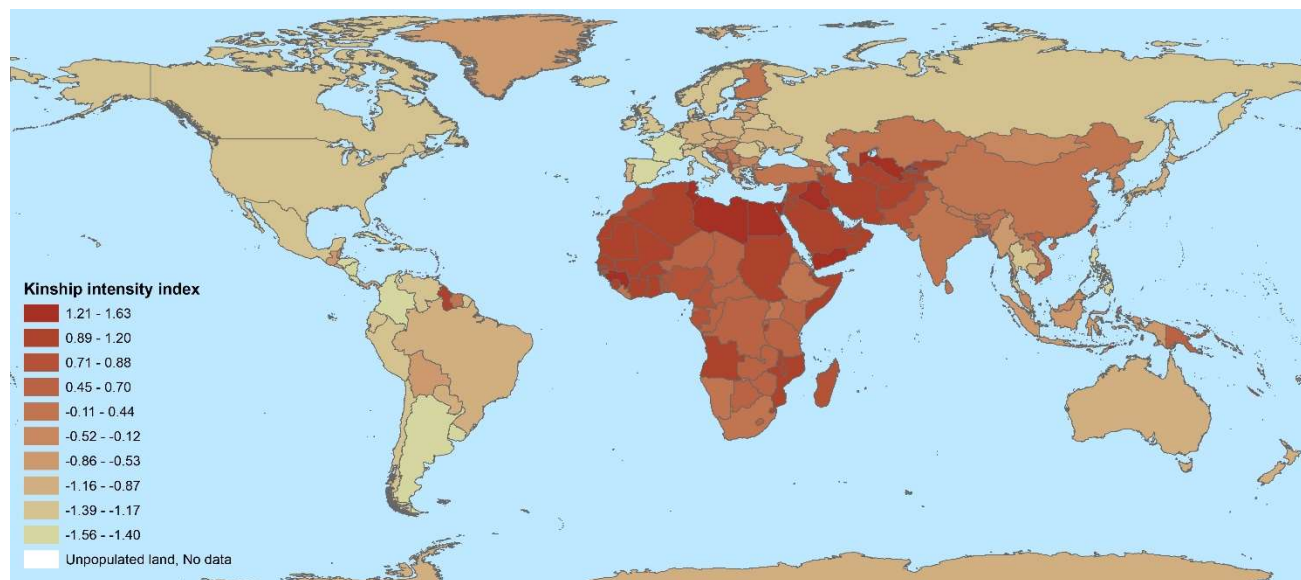 Kinship intensity index
1.21 - 1.63
0.89 - 1.20
0.71 - 0.88
0.45 - 0.70
-0.11 - 0.44
-0.52 - -0.12
-0.86 - -0.53
-1.16 - -0.87
-1.39 - -1.17
-1.56 - -1.40
Unpopulated land, No data